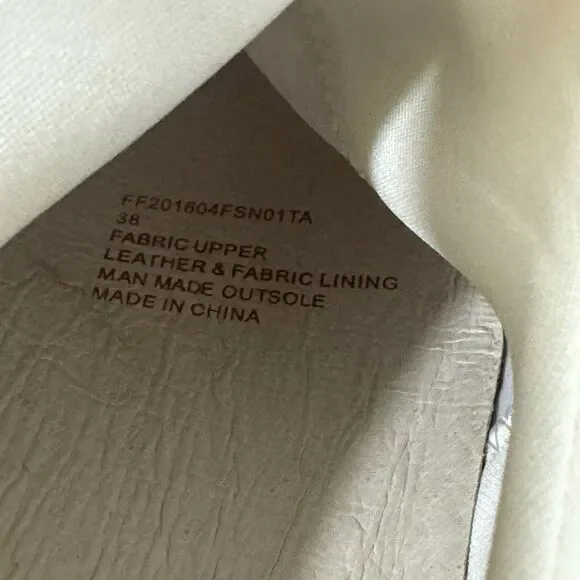 FF201604FSN01TA
38
FABRIC UPPER
LEATHER & FABRIC LINING
MAN MADE OUTSOLE
MADE IN CHINA